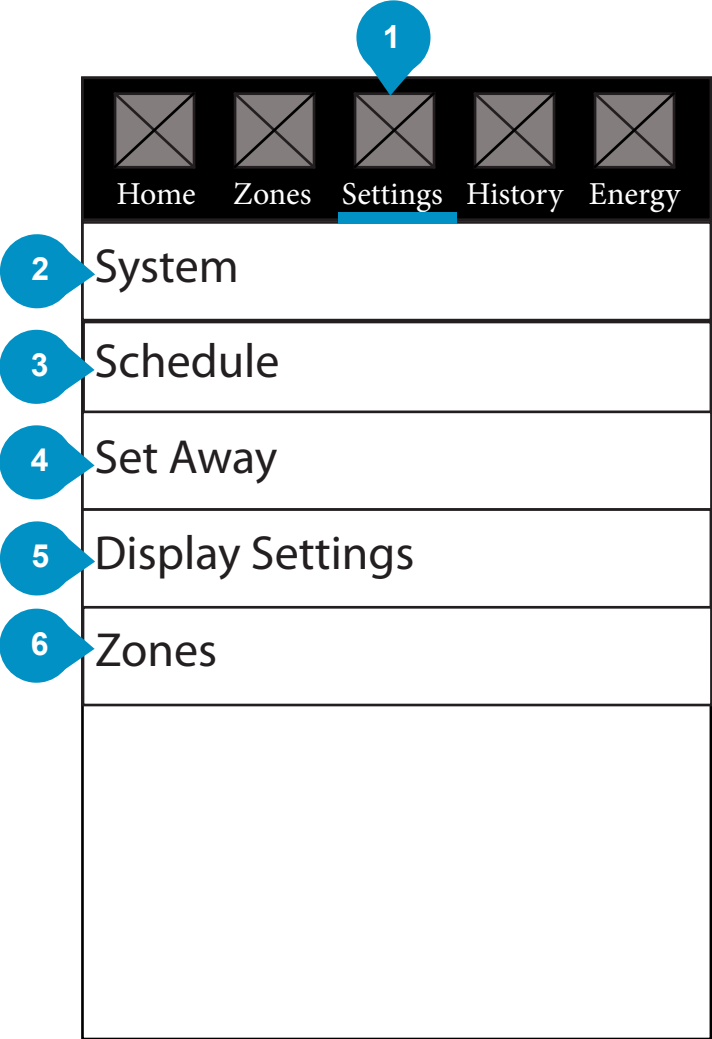 1
Home Zones Settings History Energy
2 System
3 Schedule
4 Set Away
5 Display Settings
6 Zones